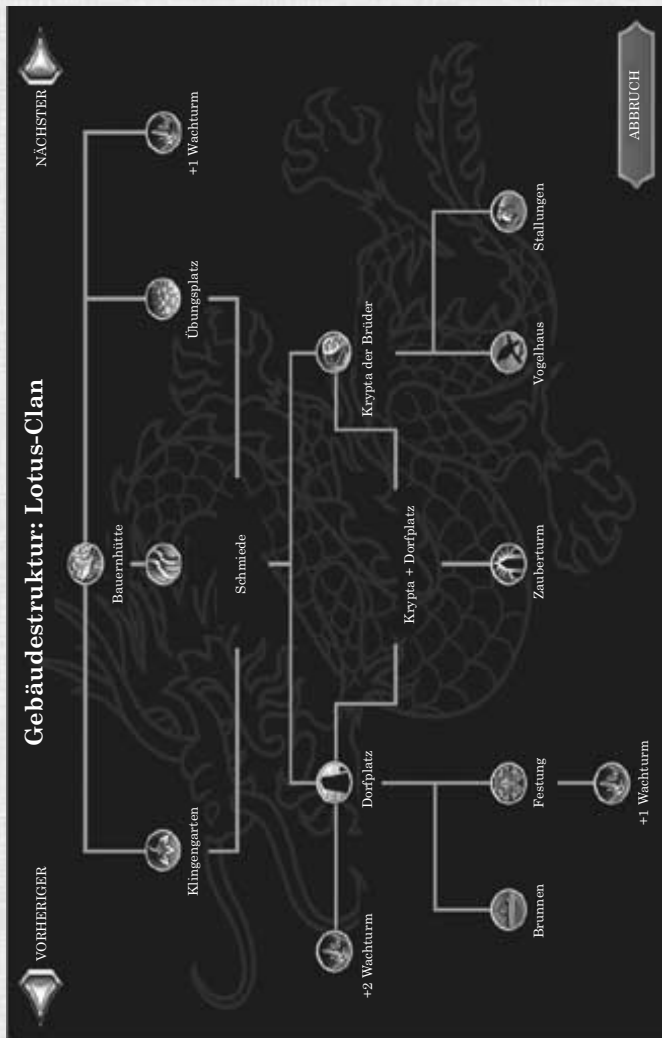 Gebäudestruktur: Lotus-Clan
VORHERIGER
NÄCHSTER
Bauernhütte
Klingengarten
Übungsplatz
+1 Wachturm
Schmiede
+2 Wachturm
Dorfplatz
Krypta der Brüder
Krypta + Dorfplatz
Brunnen
Festung
Zauberturm
Vogelhaus
Stallungen
+1 Wachturm
ABBRUCH